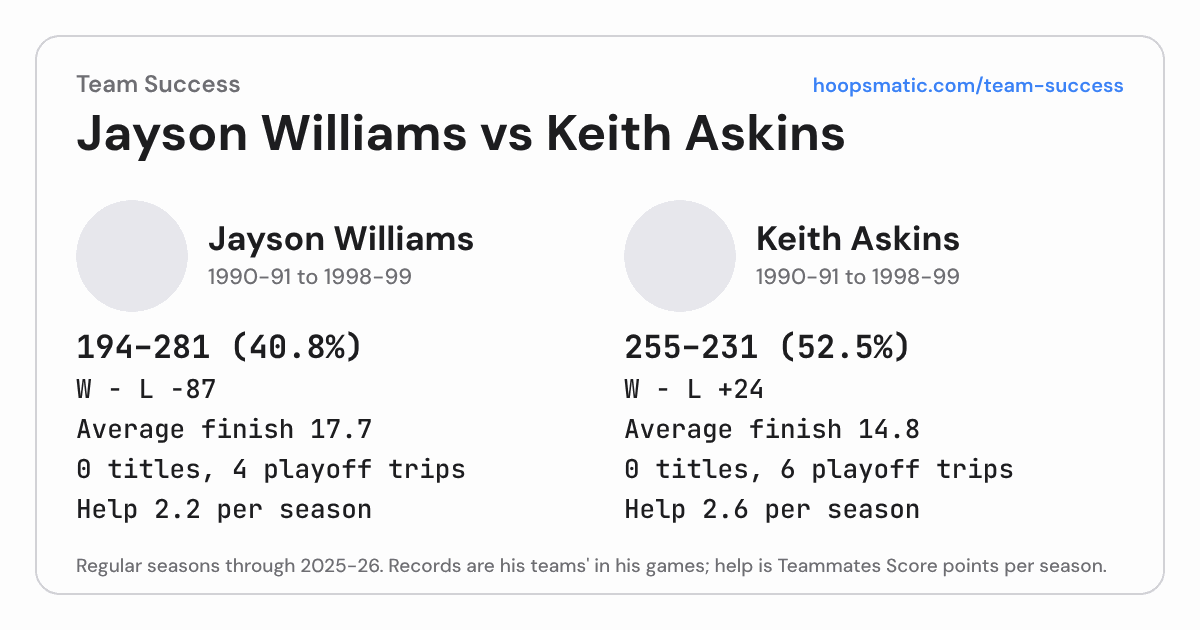 Team Success
hoopsmatic.com/team-success
Jayson Williams vs Keith Askins
Jayson Williams
1990-91 to 1998-99
194-281 (40.8%)
W - L -87
Average finish 17.7
0 titles, 4 playoff trips
Help 2.2 per season
Keith Askins
1990-91 to 1998-99
255-231 (52.5%)
W - L +24
Average finish 14.8
0 titles, 6 playoff trips
Help 2.6 per season
Regular seasons through 2025-26. Records are his teams' in his games; help is Teammates Score points per season.